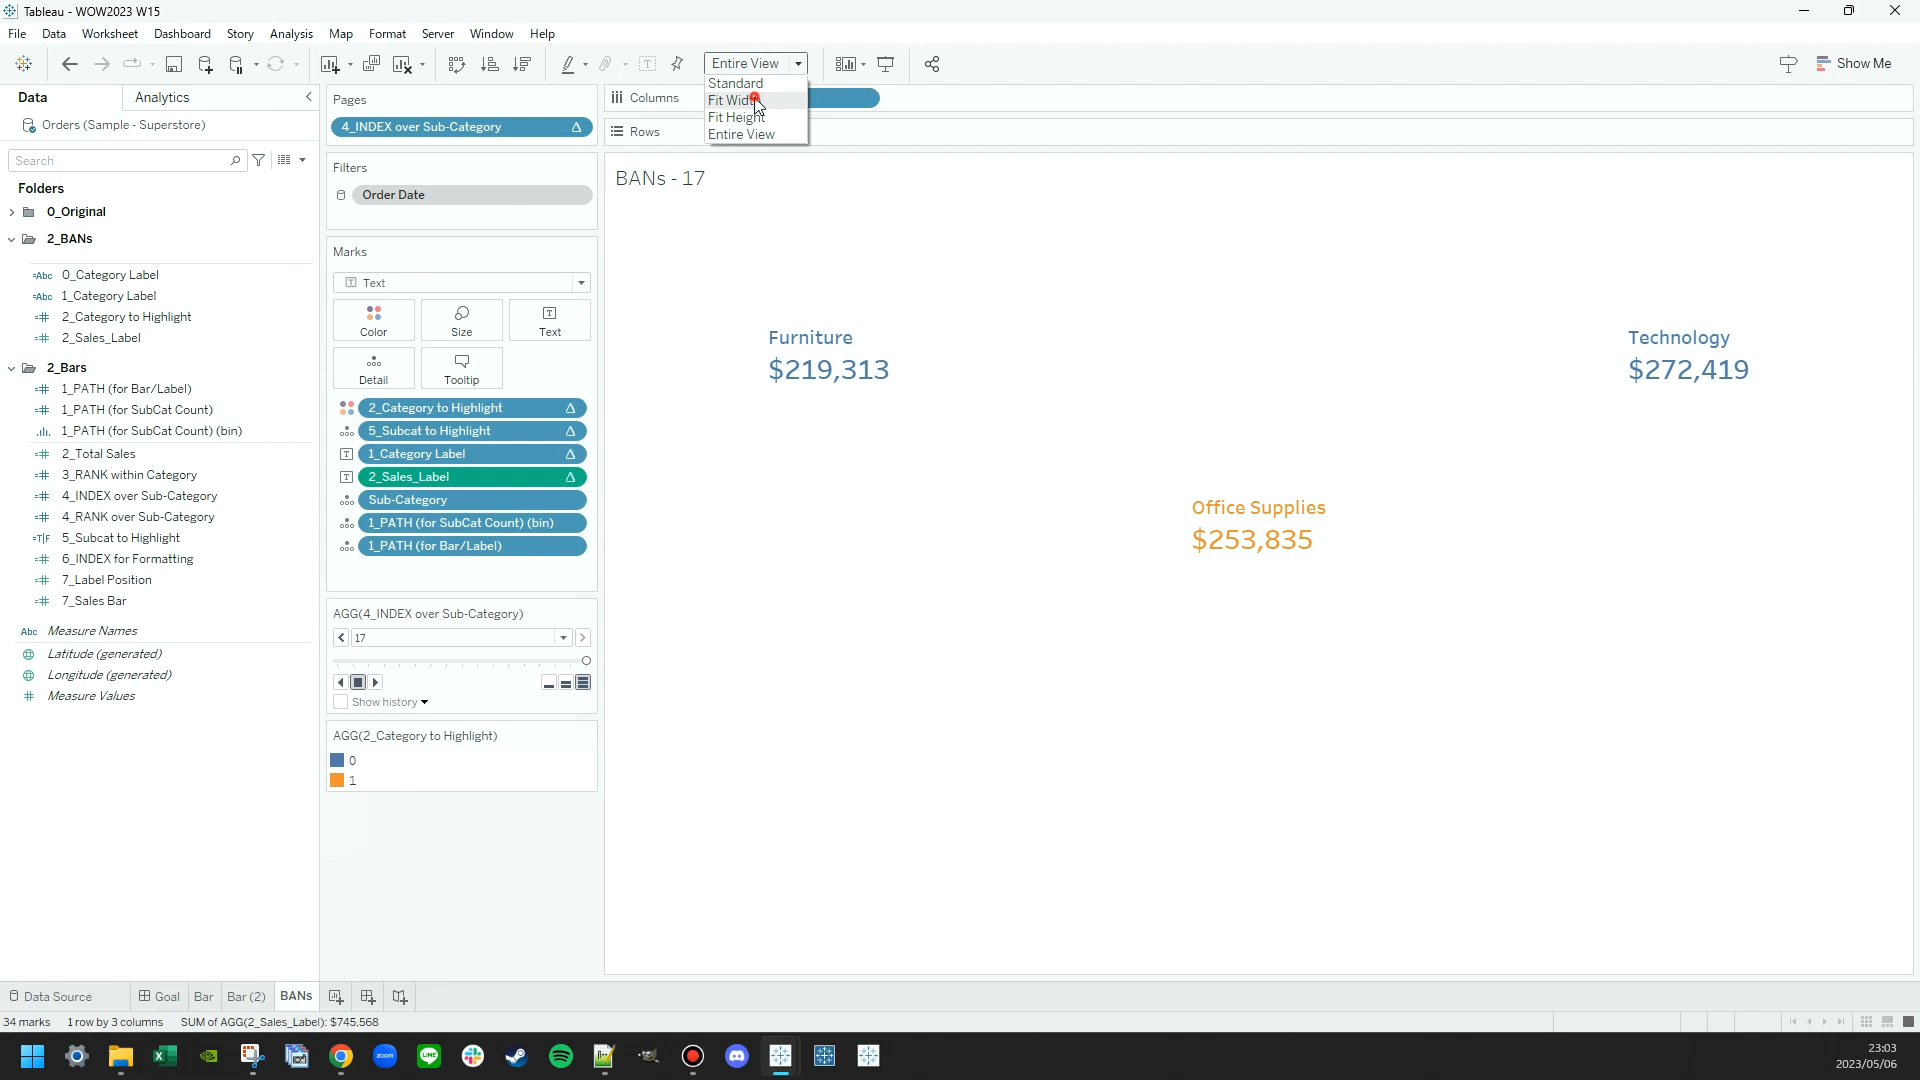 Tableau - WOW2023 W15
File Data Worksheet Dashboard Story Analysis Map Format Server Window Help
Entire View
Show Me
Standard
Fit Width
Fit Height
Entire View
Data Analytics
Orders (Sample - Superstore)
Search
Folders
0_Original
2_BANs
=Abc 0_Category Label
=Abc 1_Category Label
2_Category to Highlight
2_Sales_Label
2_Bars
1_PATH (for Bar/Label)
1_PATH (for SubCat Count)
1_PATH (for SubCat Count) (bin)
2_Total Sales
3_RANK within Category
4_INDEX over Sub-Category
4_RANK over Sub-Category
=T|F 5_Subcat to Highlight
6_INDEX for Formatting
7_Label Position
7_Sales Bar
Abc Measure Names
Latitude (generated)
Longitude (generated)
Measure Values
Pages
4_INDEX over Sub-Category
Filters
Order Date
Marks
Text
Color Size Text
Detail Tooltip
2_Category to Highlight
5_Subcat to Highlight
1_Category Label
2_Sales_Label
Sub-Category
1_PATH (for SubCat Count) (bin)
1_PATH (for Bar/Label)
AGG(4_INDEX over Sub-Category)
17
Show history
AGG(2_Category to Highlight)
0
1
Columns
Rows
BANs - 17
Furniture
$219,313
Office Supplies
$253,835
Technology
$272,419
Data Source Goal Bar Bar (2) BANs
34 marks 1 row by 3 columns SUM of AGG(2_Sales_Label): $745,568
zoom
LINE
23:03
2023/05/06